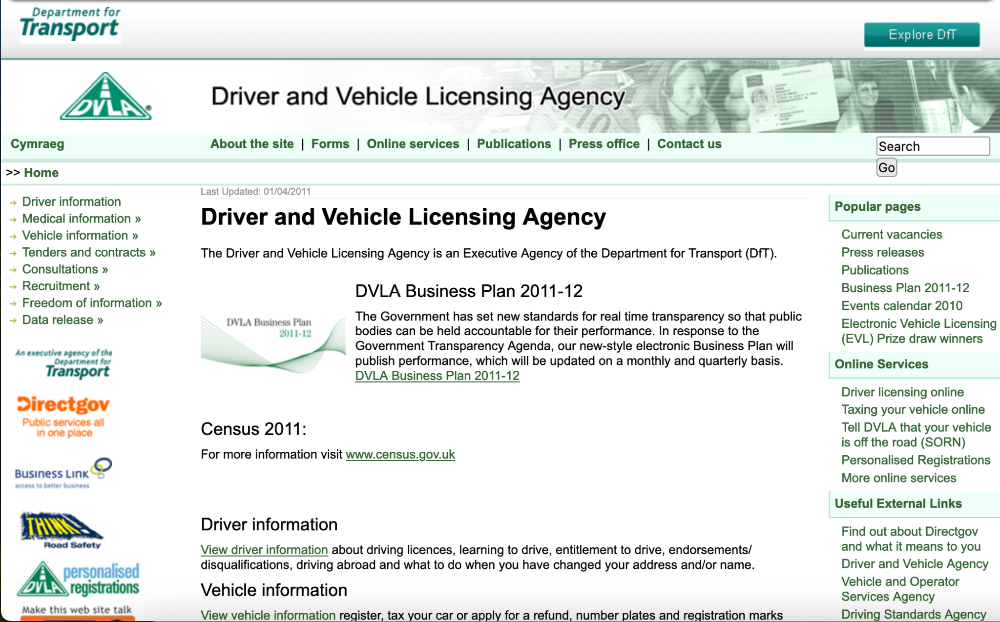 Department for
Transport
Explore DfT
DVLA®
Driver and Vehicle Licensing Agency
Cymraeg
About the site | Forms | Online services | Publications | Press office | Contact us
Search
Go
>> Home
Driver information
Medical information »
Vehicle information »
Tenders and contracts »
Consultations »
Recruitment »
Freedom of information »
Data release »
An executive agency of the
Department for
Transport
Directgov
Public services all
in one place
Business Link
access to better business
THINK!
Road Safety
DVLA personalised
registrations
Make this web site talk
Last Updated: 01/04/2011
Driver and Vehicle Licensing Agency
The Driver and Vehicle Licensing Agency is an Executive Agency of the Department for Transport (DfT).
DVLA Business Plan
2011-12
DVLA Business Plan 2011-12
The Government has set new standards for real time transparency so that public
bodies can be held accountable for their performance. In response to the
Government Transparency Agenda, our new-style electronic Business Plan will
publish performance, which will be updated on a monthly and quarterly basis.
DVLA Business Plan 2011-12
Census 2011:
For more information visit www.census.gov.uk
Driver information
View driver information about driving licences, learning to drive, entitlement to drive, endorsements/
disqualifications, driving abroad and what to do when you have changed your address and/or name.
Vehicle information
View vehicle information register, tax your car or apply for a refund, number plates and registration marks
Popular pages
Current vacancies
Press releases
Publications
Business Plan 2011-12
Events calendar 2010
Electronic Vehicle Licensing
(EVL) Prize draw winners
Online Services
Driver licensing online
Taxing your vehicle online
Tell DVLA that your vehicle
is off the road (SORN)
Personalised Registrations
More online services
Useful External Links
Find out about Directgov
and what it means to you
Driver and Vehicle Agency
Vehicle and Operator
Services Agency
Driving Standards Agency